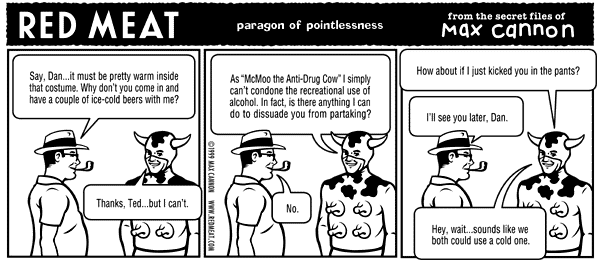 RED MEAT
paragon of pointlessness
from the secret files of
max cannon
Say, Dan...it must be pretty warm inside
that costume. Why don't you come in and
have a couple of ice-cold beers with me?
Thanks, Ted...but I can't.
©1999 MAX CANNON WWW.REDMEAT.COM
As “McMoo the Anti-Drug Cow” I simply
can't condone the recreational use of
alcohol. In fact, is there anything I can
do to dissuade you from partaking?
No.
How about if I just kicked you in the pants?
I'll see you later, Dan.
Hey, wait...sounds like we
both could use a cold one.